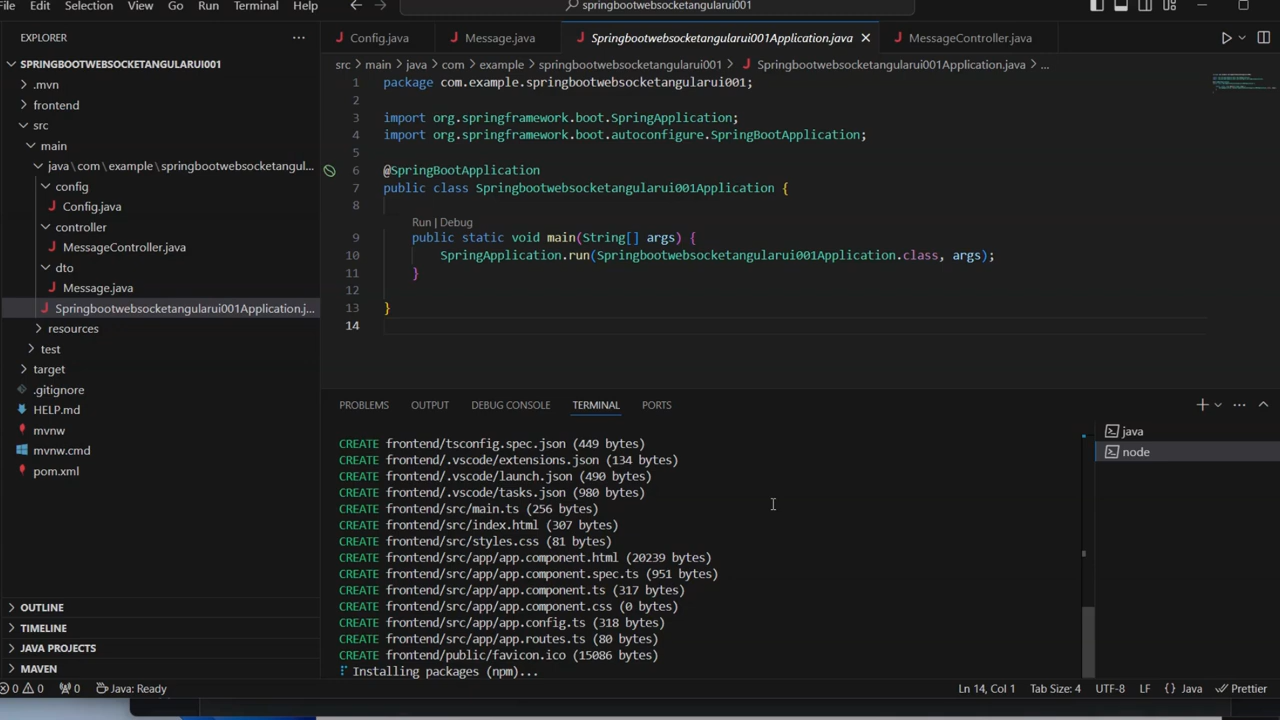 File Edit Selection View Go Run Terminal Help
springbootwebsocketangularui001
EXPLORER
SPRINGBOOTWEBSOCKETANGULARUI001
.mvn
frontend
src
main
java\com\example\springbootwebsocketangul...
config
Config.java
controller
MessageController.java
dto
Message.java
Springbootwebsocketangularui001Application.j...
resources
test
target
.gitignore
HELP.md
mvnw
mvnw.cmd
pom.xml
OUTLINE
TIMELINE
JAVA PROJECTS
MAVEN
Config.java Message.java Springbootwebsocketangularui001Application.java MessageController.java
src > main > java > com > example > springbootwebsocketangularui001 > Springbootwebsocketangularui001Application.java > ...
1 package com.example.springbootwebsocketangularui001;
2
3 import org.springframework.boot.SpringApplication;
4 import org.springframework.boot.autoconfigure.SpringBootApplication;
5
6 @SpringBootApplication
7 public class Springbootwebsocketangularui001Application {
8
Run | Debug
9 public static void main(String[] args) {
10 SpringApplication.run(Springbootwebsocketangularui001Application.class, args);
11 }
12
13 }
14
PROBLEMS OUTPUT DEBUG CONSOLE TERMINAL PORTS
CREATE frontend/tsconfig.spec.json (449 bytes)
CREATE frontend/.vscode/extensions.json (134 bytes)
CREATE frontend/.vscode/launch.json (490 bytes)
CREATE frontend/.vscode/tasks.json (980 bytes)
CREATE frontend/src/main.ts (256 bytes)
CREATE frontend/src/index.html (307 bytes)
CREATE frontend/src/styles.css (81 bytes)
CREATE frontend/src/app/app.component.html (20239 bytes)
CREATE frontend/src/app/app.component.spec.ts (951 bytes)
CREATE frontend/src/app/app.component.ts (317 bytes)
CREATE frontend/src/app/app.component.css (0 bytes)
CREATE frontend/src/app/app.config.ts (318 bytes)
CREATE frontend/src/app/app.routes.ts (80 bytes)
CREATE frontend/public/favicon.ico (15086 bytes)
Installing packages (npm)...
java
node
0 0 0 Java: Ready Ln 14, Col 1 Tab Size: 4 UTF-8 LF {} Java Prettier